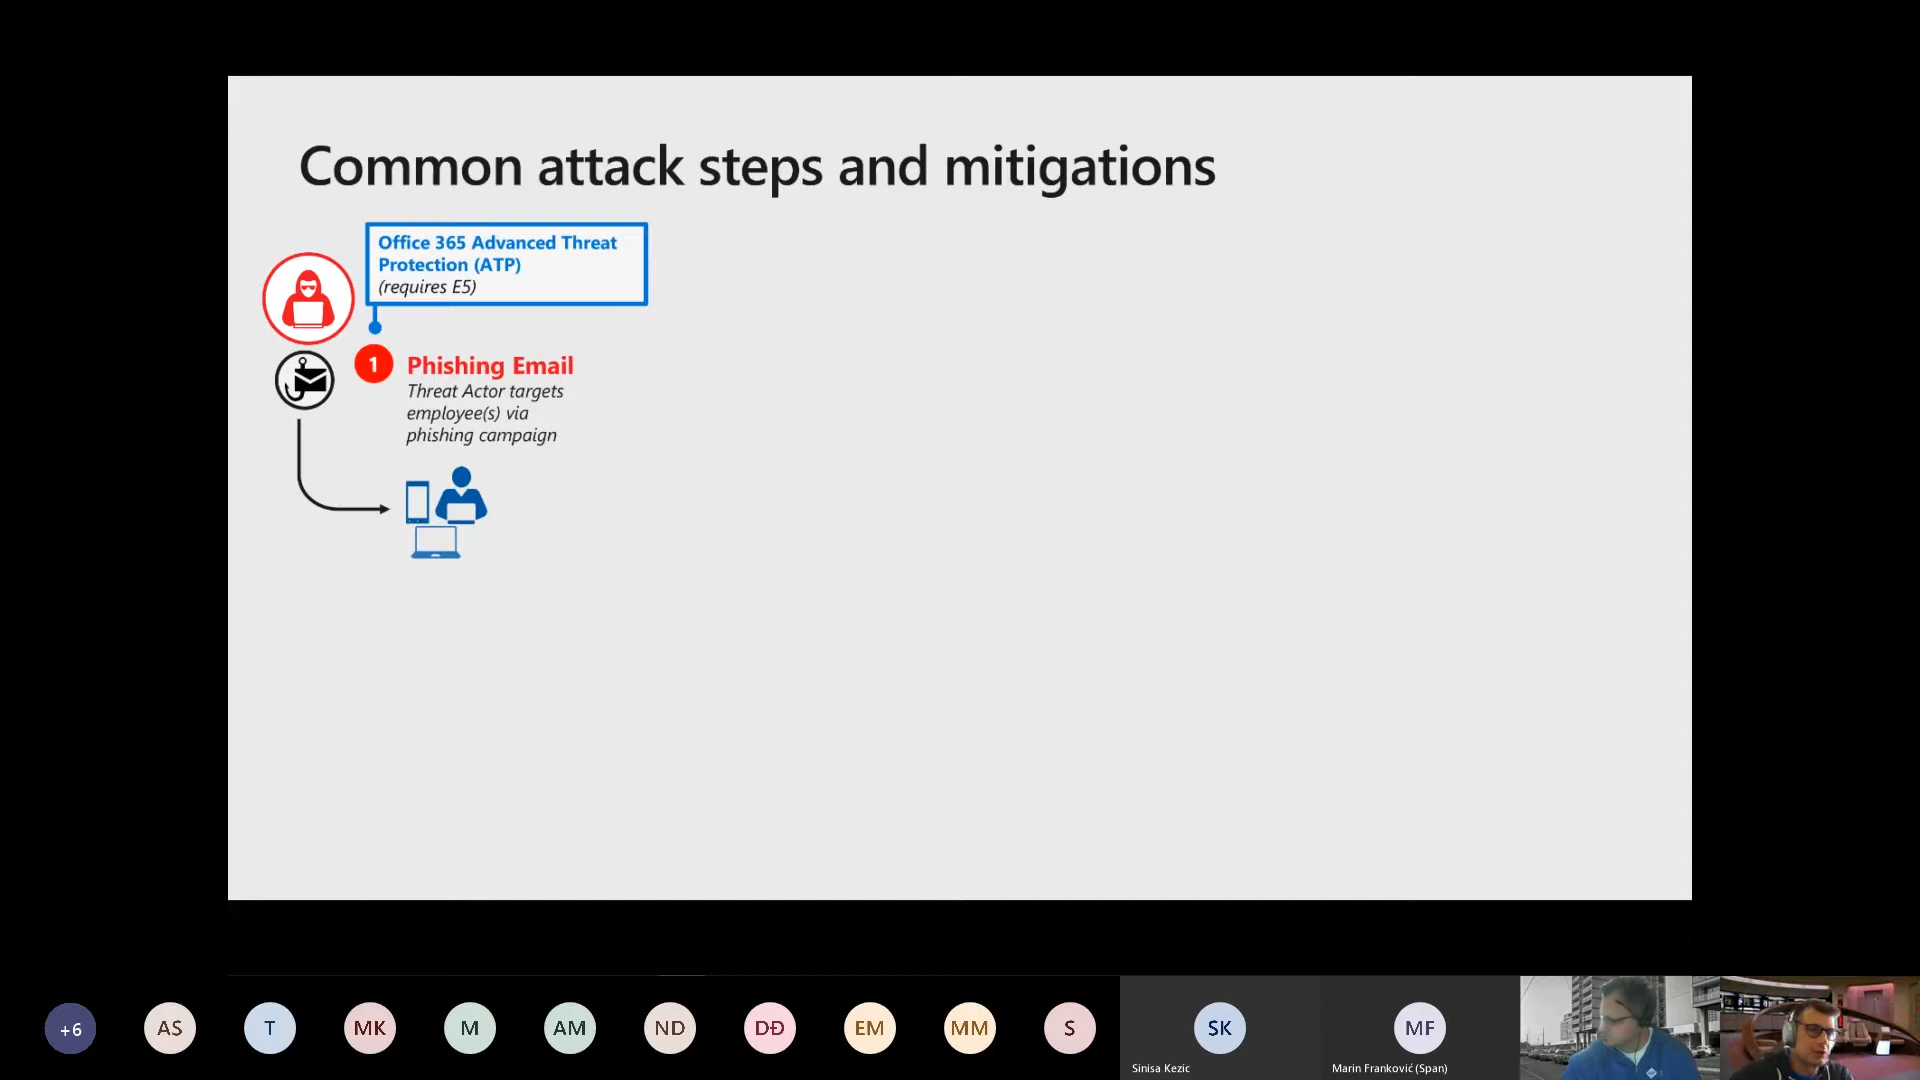 Common attack steps and mitigations
Office 365 Advanced Threat
Protection (ATP)
(requires E5)
1
Phishing Email
Threat Actor targets
employee(s) via
phishing campaign
+6
AS
T
MK
M
AM
ND
DĐ
EM
MM
S
SK
MF
Sinisa Kezic
Marin Franković (Span)